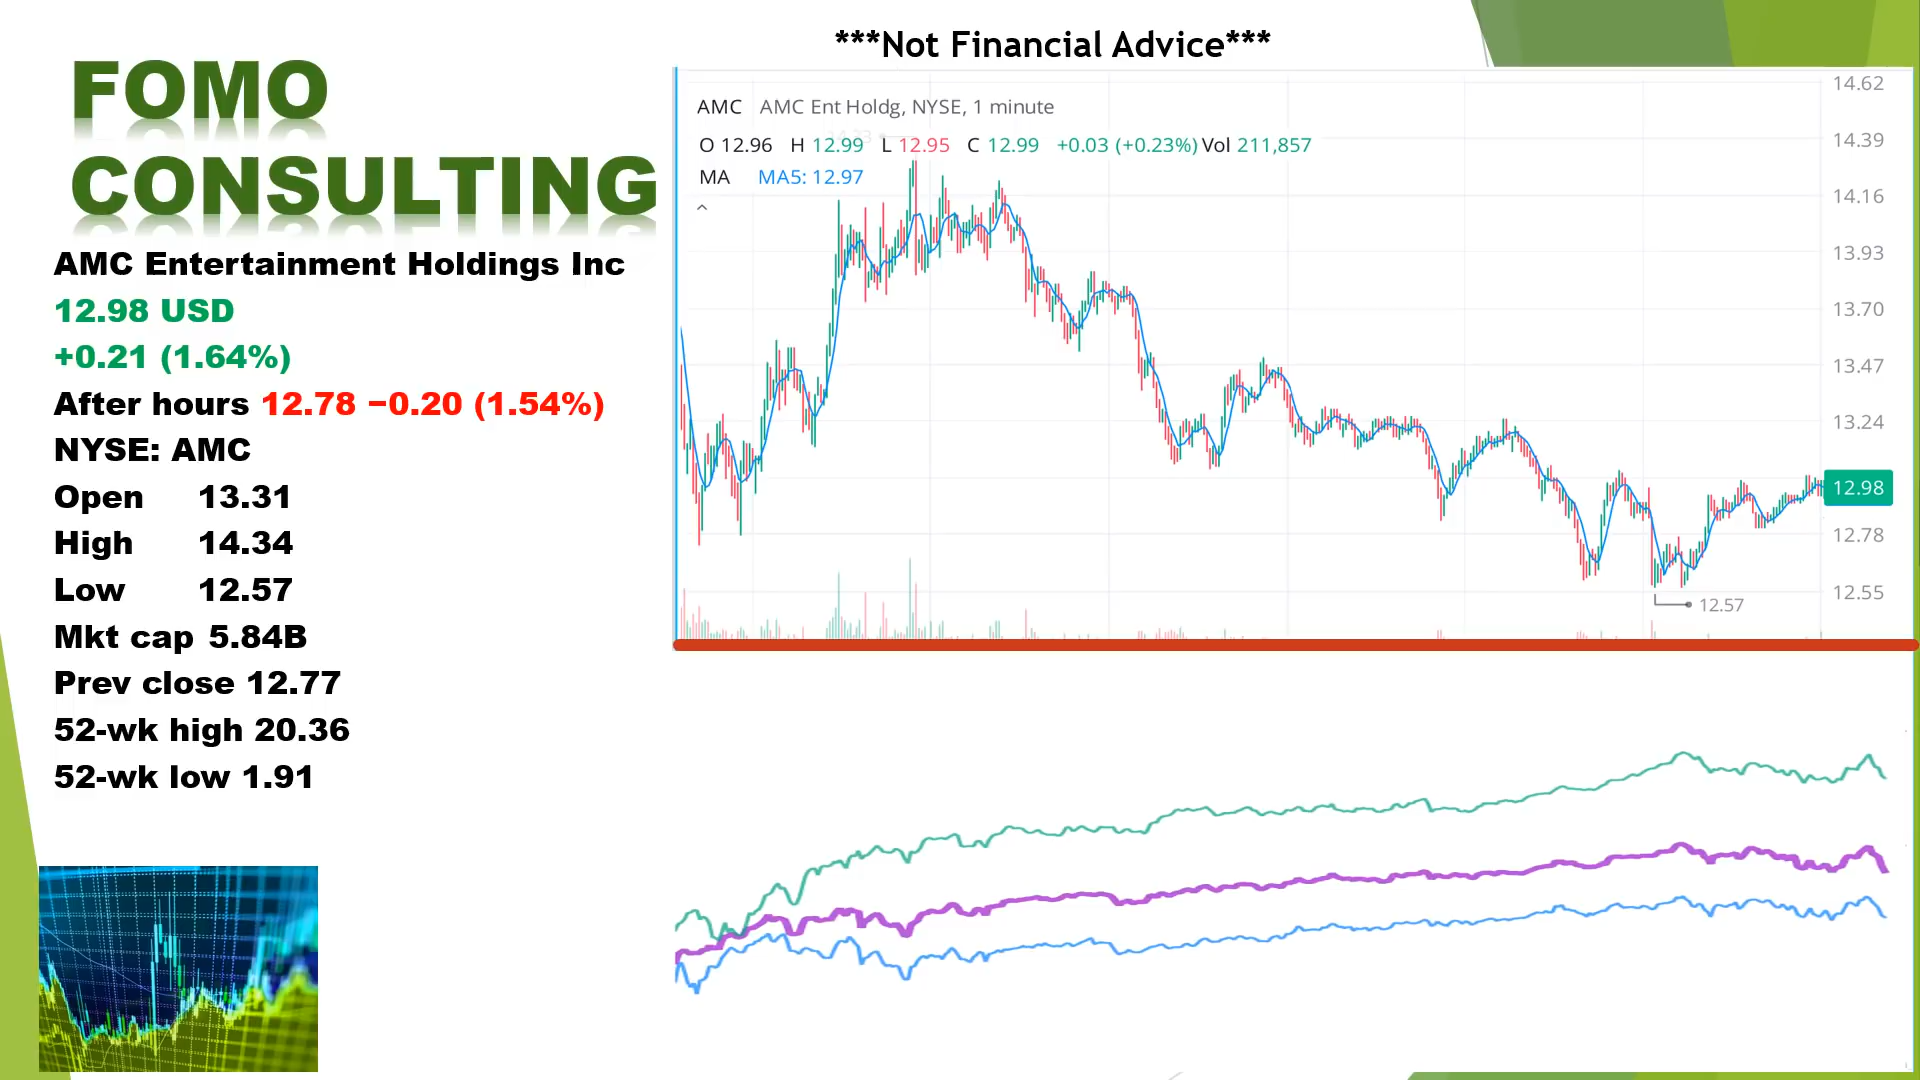 ***Not Financial Advice***
FOMO
CONSULTING
AMC Entertainment Holdings Inc
12.98 USD
+0.21 (1.64%)
After hours 12.78 −0.20 (1.54%)
NYSE: AMC
Open 13.31
High 14.34
Low 12.57
Mkt cap 5.84B
Prev close 12.77
52-wk high 20.36
52-wk low 1.91
AMC AMC Ent Holdg, NYSE, 1 minute
O 12.96 H 12.99 L 12.95 C 12.99 +0.03 (+0.23%) Vol 211,857
MA MA5: 12.97
14.62
14.39
14.16
13.93
13.70
13.47
13.24
12.98
12.78
12.55
12.57